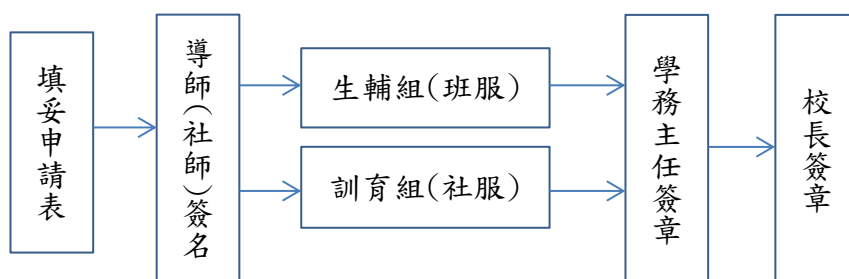 填妥申請表
導師(社師)簽名
生輔組(班服)
訓育組(社服)
學務主任簽章
校長簽章